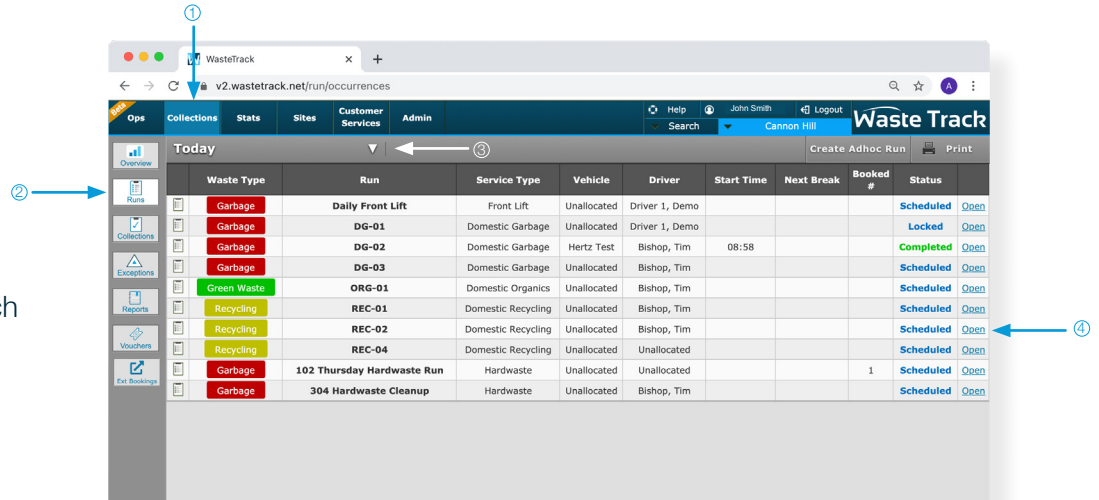 ①
WasteTrack
v2.wastetrack.net/run/occurrences
A
Beta
Ops Collections Stats Sites Customer Services Admin
Help John Smith Logout
Search Cannon Hill
Waste Track
Today ③ Create Adhoc Run Print
②
Overview
Runs
Collections
Exceptions
Reports
Vouchers
Ext Bookings
ch
Waste Type Run Service Type Vehicle Driver Start Time Next Break Booked # Status
Garbage Daily Front Lift Front Lift Unallocated Driver 1, Demo Scheduled Open
Garbage DG-01 Domestic Garbage Unallocated Driver 1, Demo Locked Open
Garbage DG-02 Domestic Garbage Hertz Test Bishop, Tim 08:58 Completed Open
Garbage DG-03 Domestic Garbage Unallocated Bishop, Tim Scheduled Open
Green Waste ORG-01 Domestic Organics Unallocated Bishop, Tim Scheduled Open
Recycling REC-01 Domestic Recycling Unallocated Bishop, Tim Scheduled Open
Recycling REC-02 Domestic Recycling Unallocated Bishop, Tim Scheduled Open ④
Recycling REC-04 Domestic Recycling Unallocated Unallocated Scheduled Open
Garbage 102 Thursday Hardwaste Run Hardwaste Unallocated Unallocated 1 Scheduled Open
Garbage 304 Hardwaste Cleanup Hardwaste Unallocated Bishop, Tim Scheduled Open